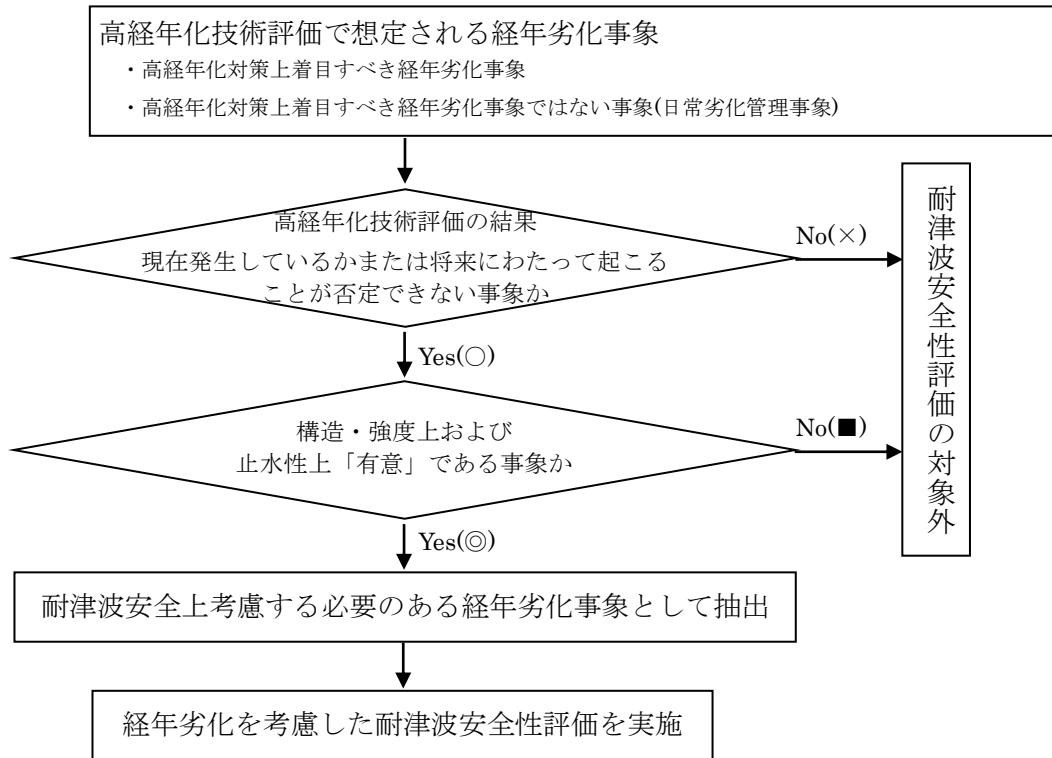 高経年化技術評価で想定される経年劣化事象
・高経年化対策上着目すべき経年劣化事象
・高経年化対策上着目すべき経年劣化事象ではない事象(日常劣化管理事象)
高経年化技術評価の結果
現在発生しているかまたは将来にわたって起こる
ことが否定できない事象か
No(×)
耐津波安全性評価の対象外
Yes(○)
構造・強度上および
止水性上「有意」である事象か
No(■)
Yes(◎)
耐津波安全上考慮する必要のある経年劣化事象として抽出
経年劣化を考慮した耐津波安全性評価を実施